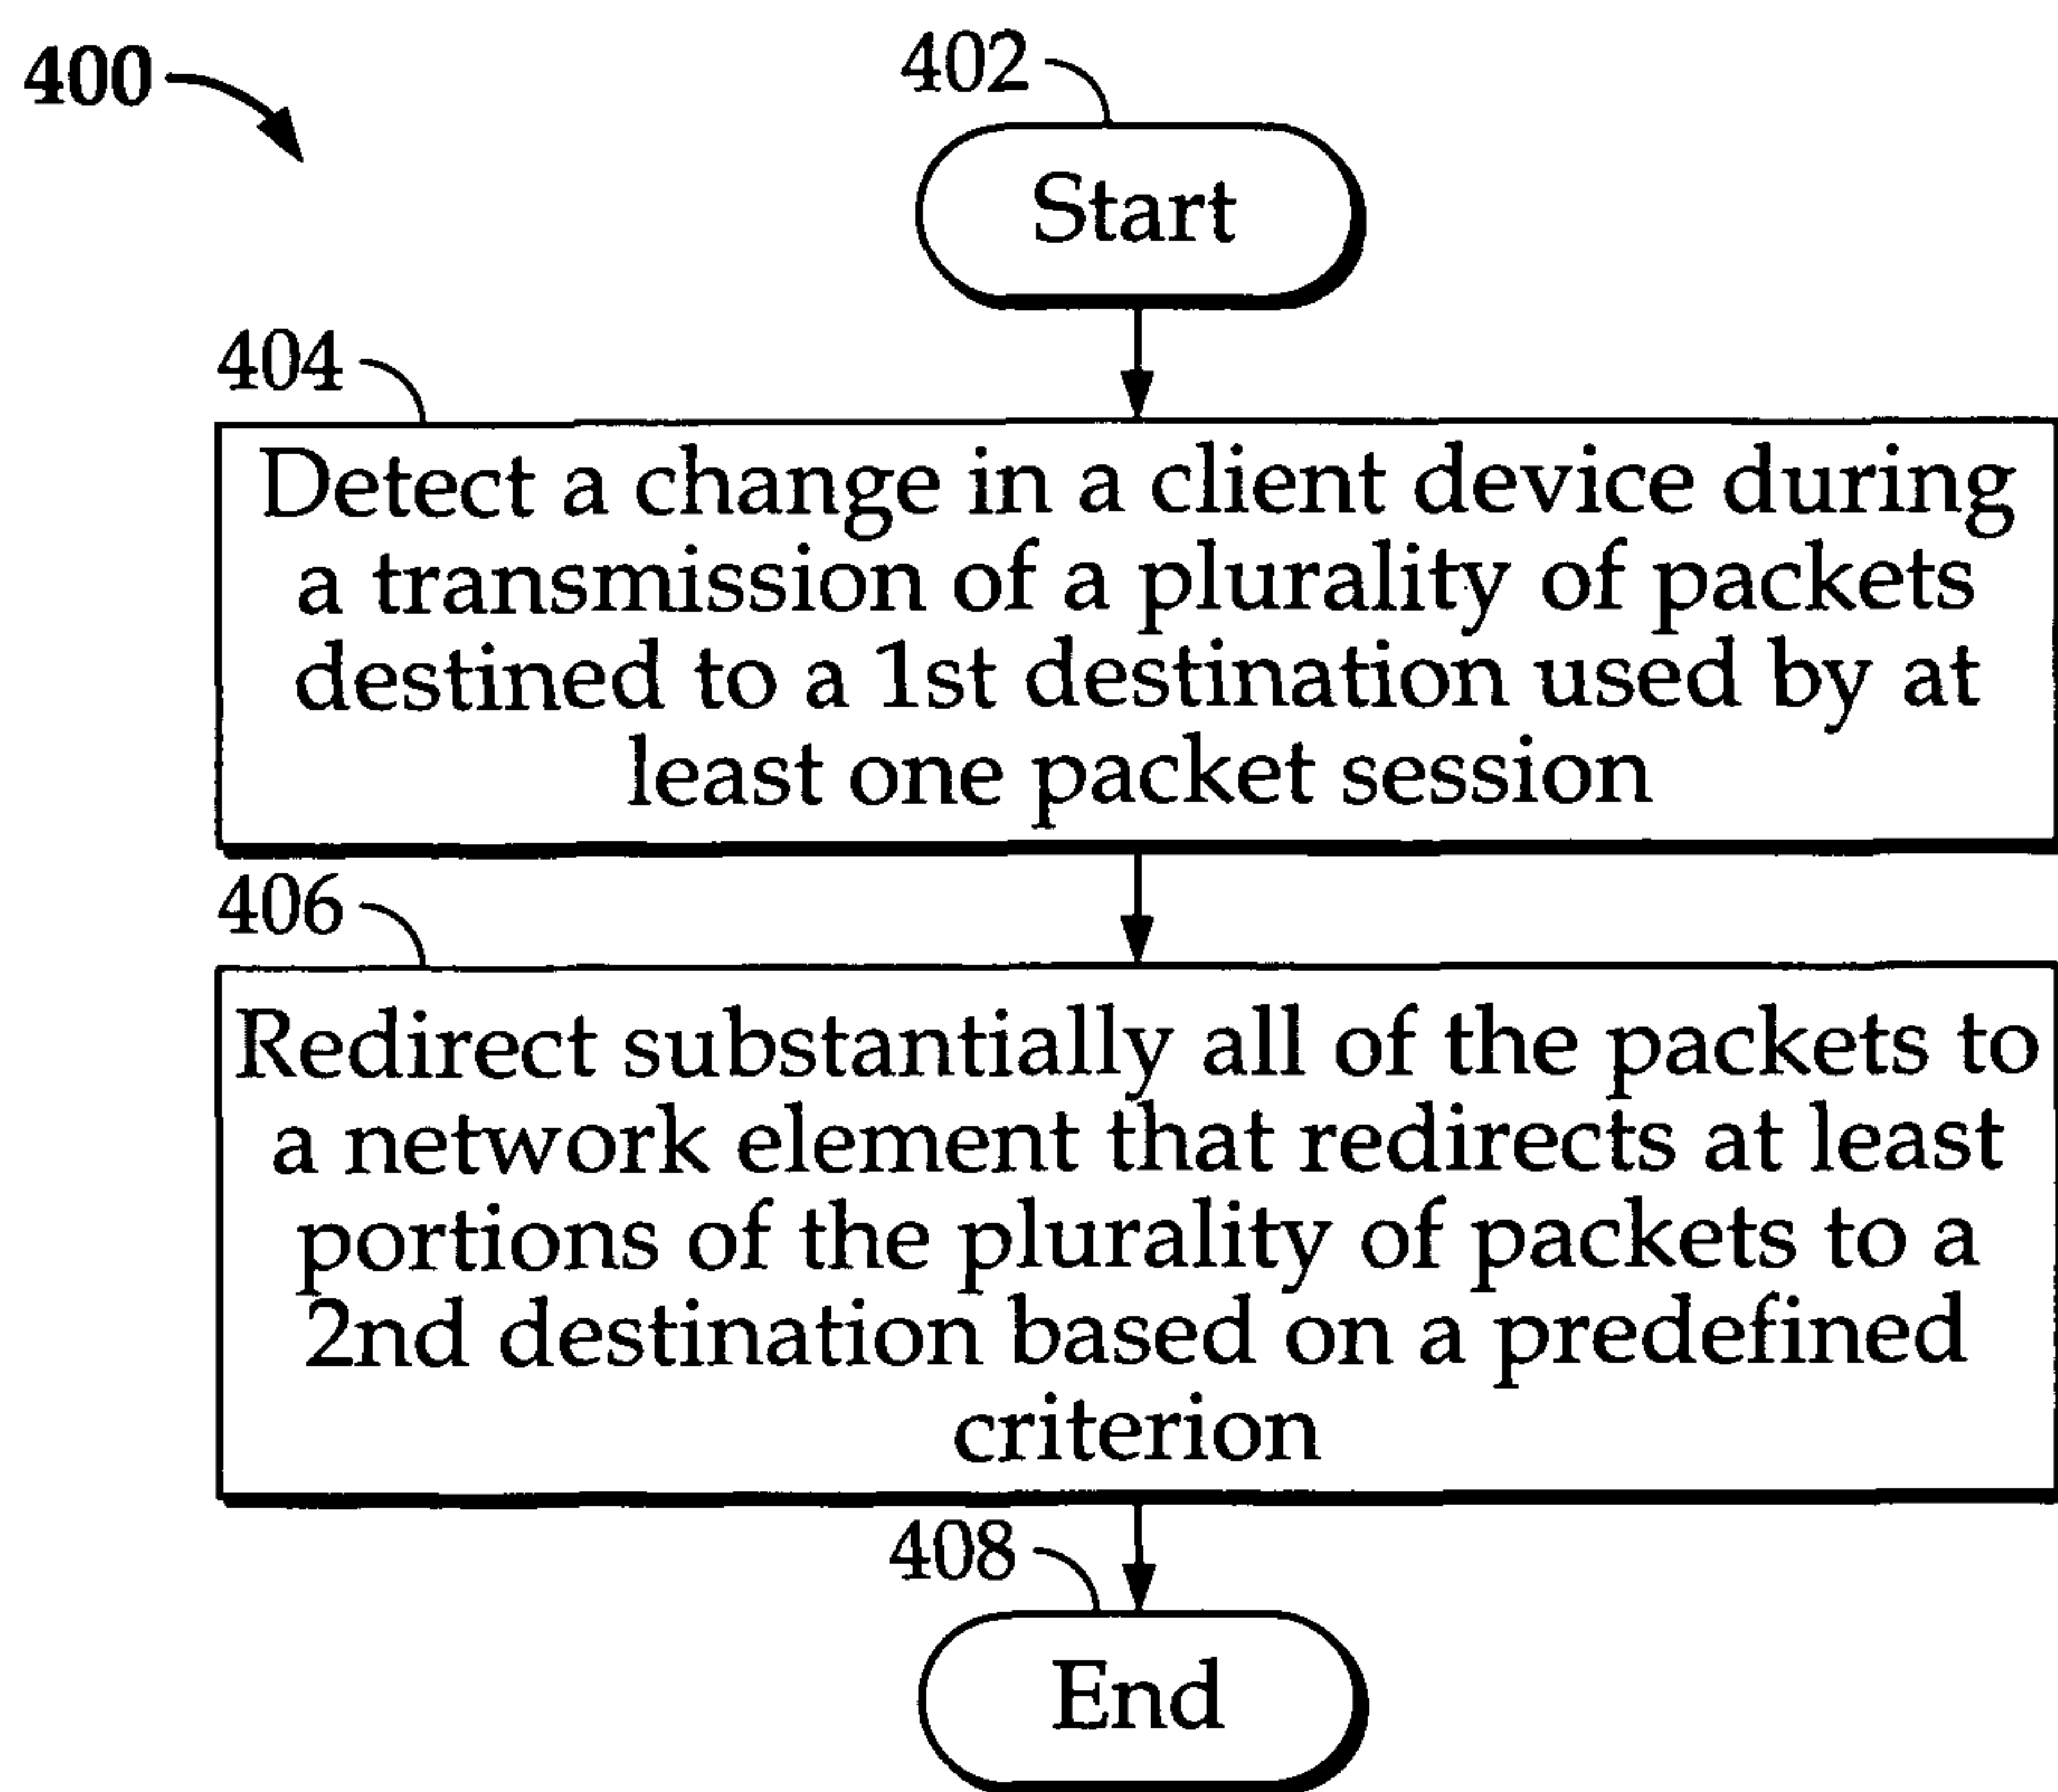 400
402
Start
404
Detect a change in a client device during
a transmission of a plurality of packets
destined to a 1st destination used by at
least one packet session
406
Redirect substantially all of the packets to
a network element that redirects at least
portions of the plurality of packets to a
2nd destination based on a predefined
criterion
408
End